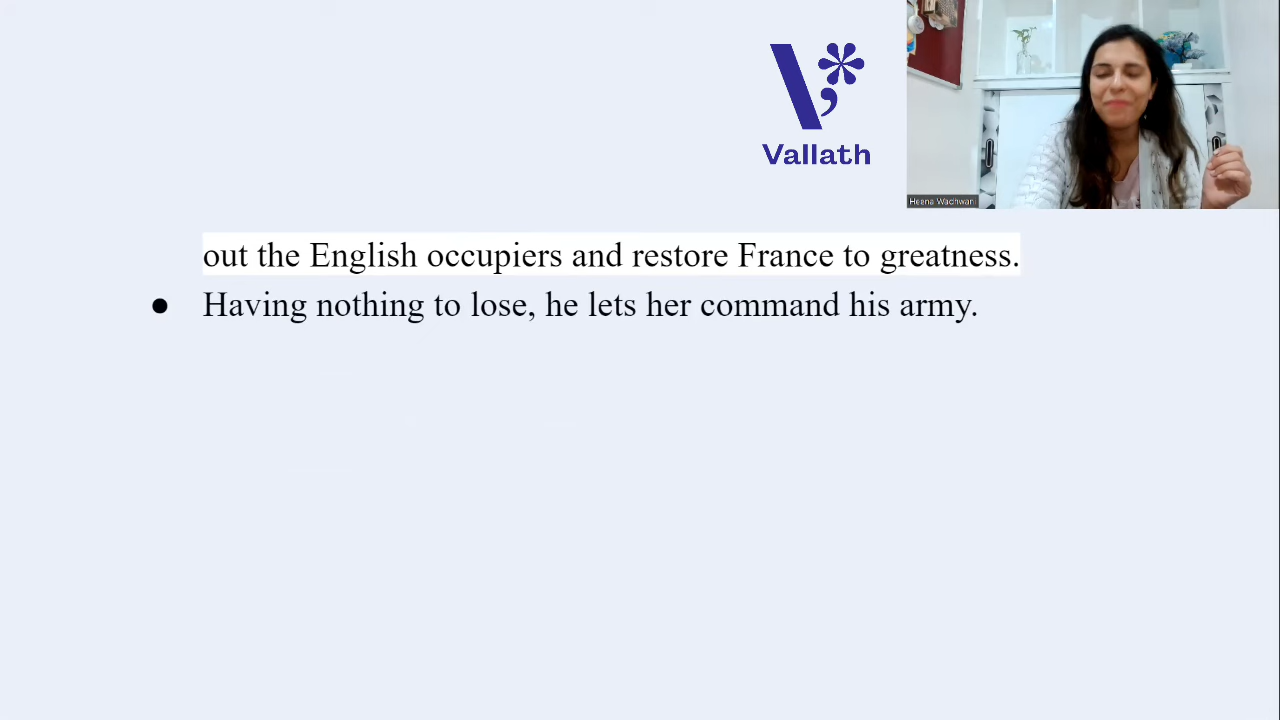 Vallath
Heena Wadhwani
out the English occupiers and restore France to greatness.
● Having nothing to lose, he lets her command his army.